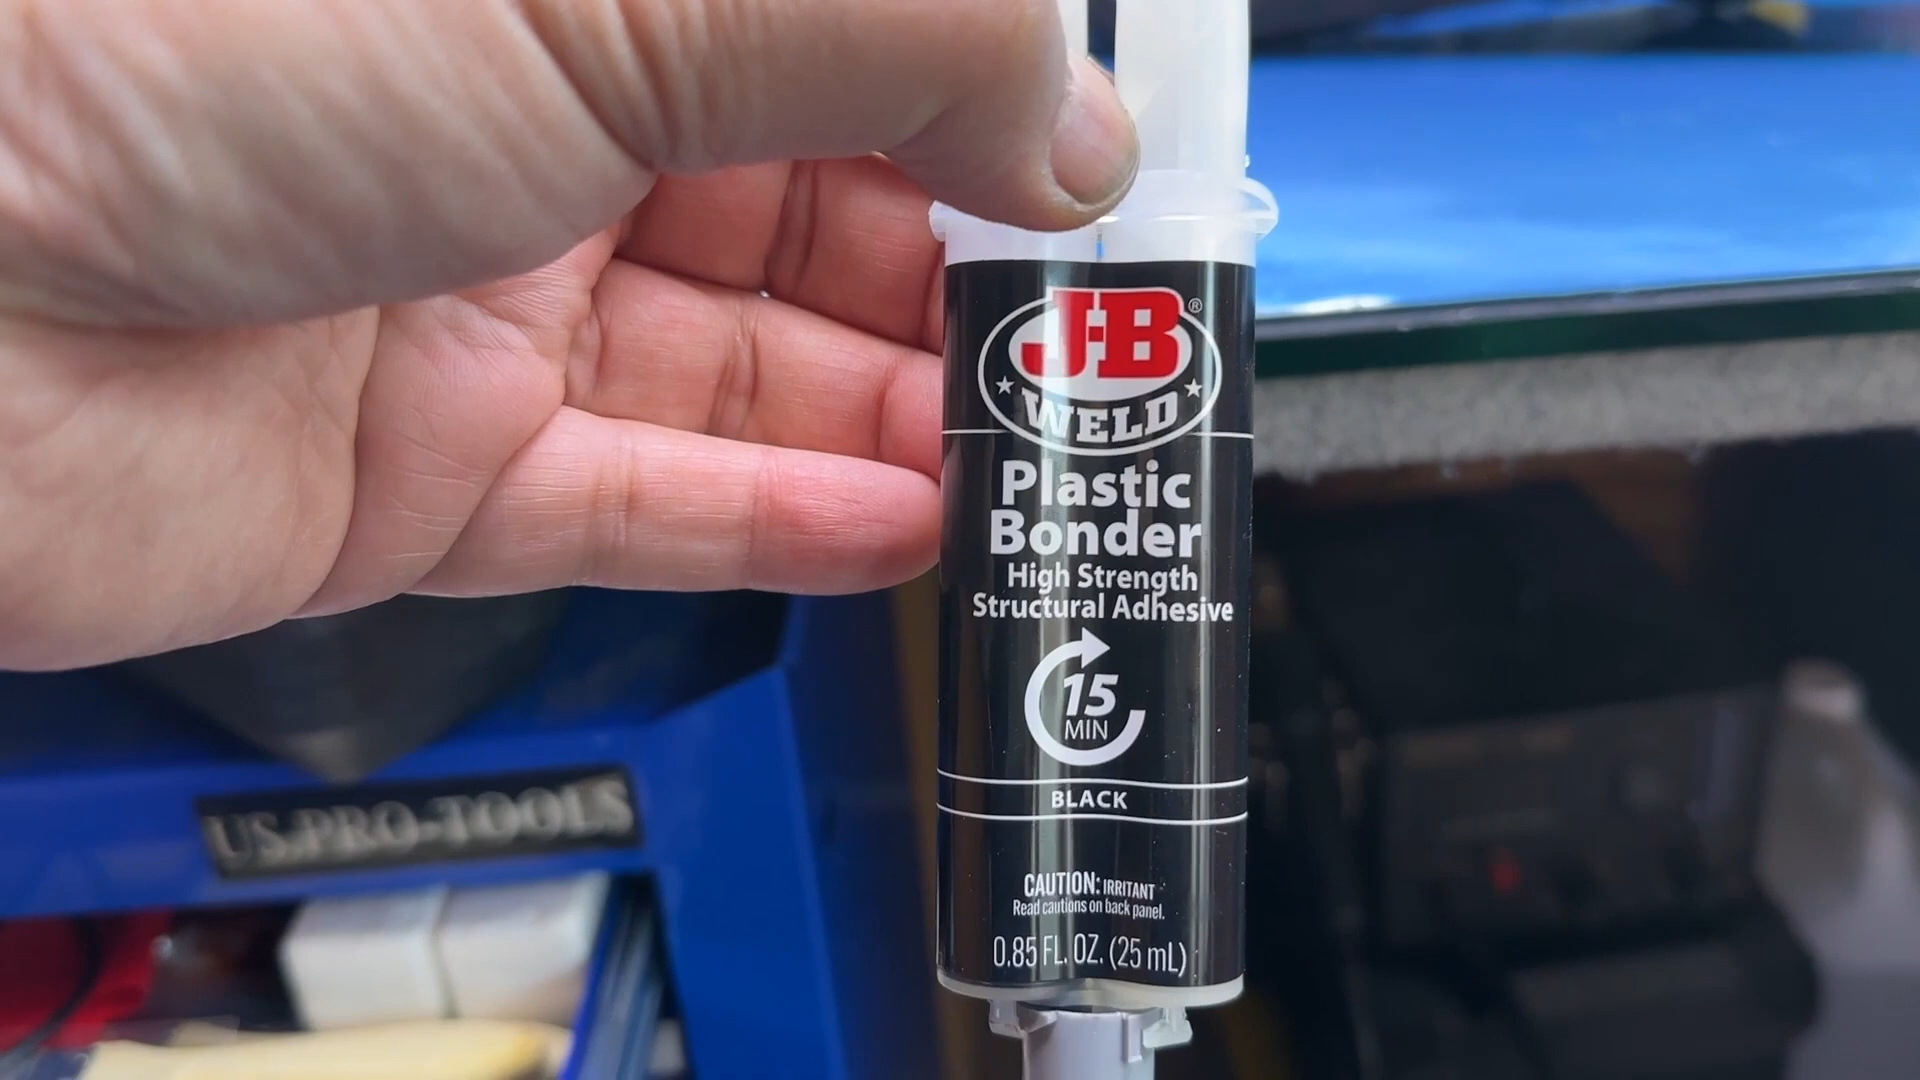 J-B®
WELD
Plastic
Bonder
High Strength
Structural Adhesive
15
MIN
BLACK
CAUTION: IRRITANT
Read cautions on back panel.
0.85 FL. OZ. (25 mL)
US.PRO-TOOLS